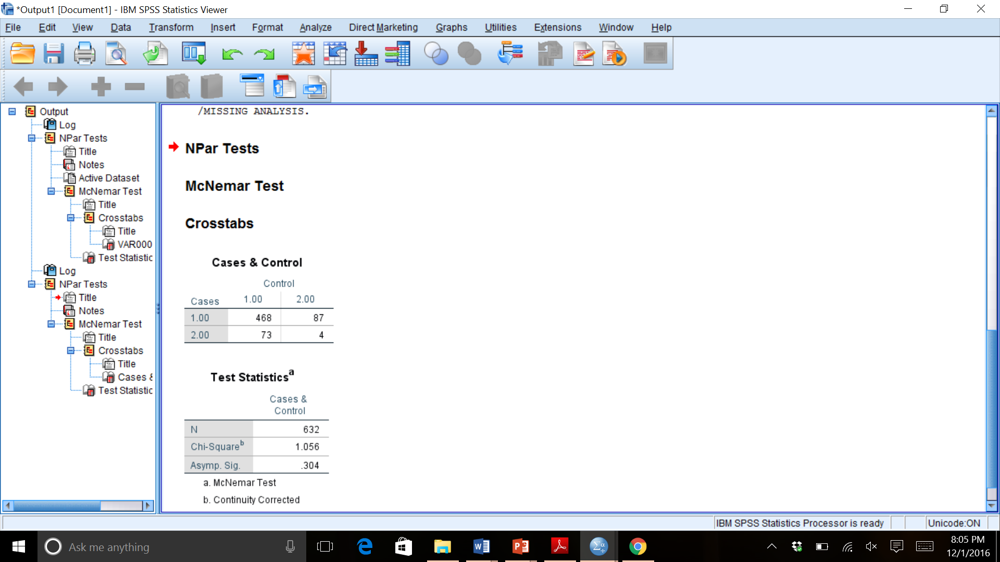 *Output1 [Document1] - IBM SPSS Statistics Viewer
File Edit View Data Transform Insert Format Analyze Direct Marketing Graphs Utilities Extensions Window Help
Output
Log
NPar Tests
Title
Notes
Active Dataset
McNemar Test
Title
Crosstabs
Title
VAR000
Test Statistic
Log
NPar Tests
Title
Notes
McNemar Test
Title
Crosstabs
Title
Cases &
Test Statistic
/MISSING ANALYSIS.
NPar Tests
McNemar Test
Crosstabs
Cases & Control
Control
Cases 1.00 2.00
1.00 468 87
2.00 73 4
Test Statistics a
Cases &
Control
N 632
Chi-Square b 1.056
Asymp. Sig. .304
a. McNemar Test
b. Continuity Corrected
IBM SPSS Statistics Processor is ready Unicode:ON
Ask me anything
8:05 PM
12/1/2016